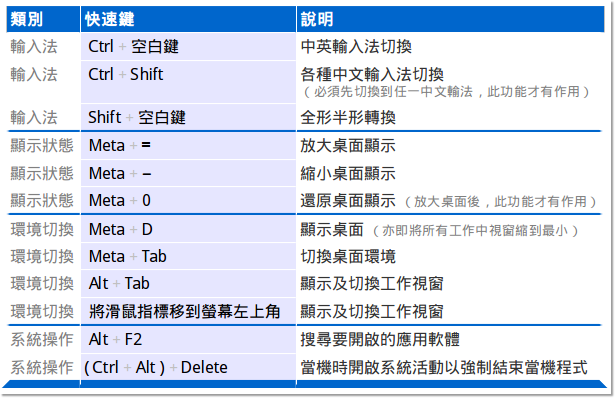 類別 快速鍵 說明
輸入法 Ctrl + 空白鍵 中英輸入法切換
輸入法 Ctrl + Shift 各種中文輸入法切換
（必須先切換到任一中文輸法，此功能才有作用）
輸入法 Shift + 空白鍵 全形半形轉換
顯示狀態 Meta + = 放大桌面顯示
顯示狀態 Meta + − 縮小桌面顯示
顯示狀態 Meta + 0 還原桌面顯示（放大桌面後，此功能才有作用）
環境切換 Meta + D 顯示桌面（亦即將所有工作中視窗縮到最小）
環境切換 Meta + Tab 切換桌面環境
環境切換 Alt + Tab 顯示及切換工作視窗
環境切換 將滑鼠指標移到螢幕左上角 顯示及切換工作視窗
系統操作 Alt + F2 搜尋要開啟的應用軟體
系統操作 (Ctrl + Alt) + Delete 當機時開啟系統活動以強制結束當機程式